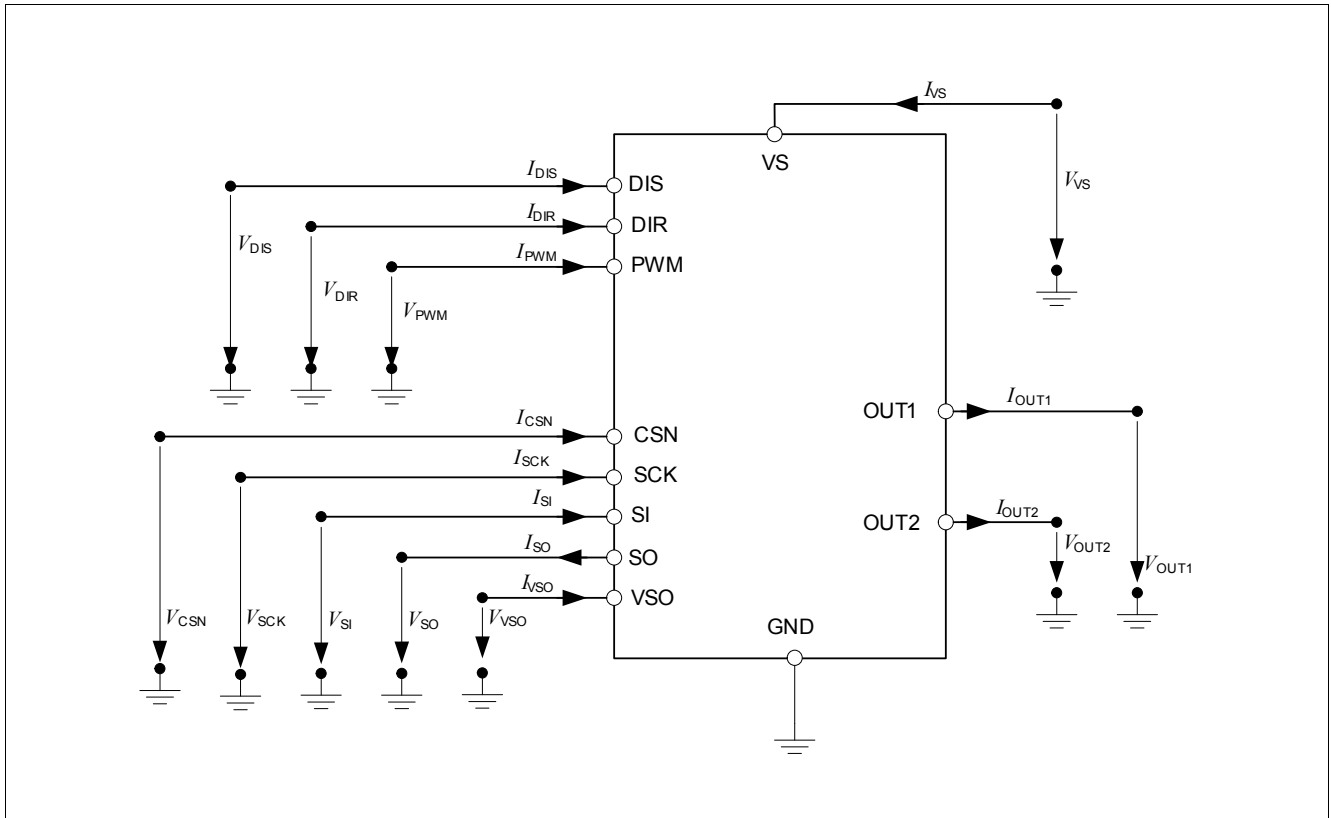 IVS
VS
VVS
IDIS
DIS
IDIR
DIR
IPWM
PWM
VDIS
VDIR
VPWM
ICSN
CSN
ISCK
SCK
ISI
SI
ISO
SO
IVSO
VSO
VCSN
VSCK
VSI
VSO
VVSO
OUT1
IOUT1
OUT2
IOUT2
VOUT2
VOUT1
GND